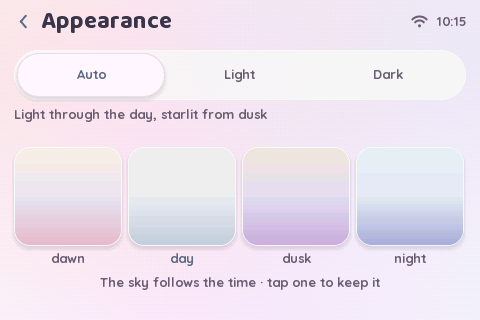 Appearance
10:15
Auto
Light
Dark
Light through the day, starlit from dusk
dawn
day
dusk
night
The sky follows the time · tap one to keep it